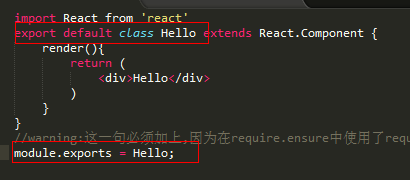 import React from 'react'
export default class Hello extends React.Component {
render(){
return (
<div>Hello</div>
)
}
}
//warning:这一句必须加上,因为在require.ensure中使用了requ
module.exports = Hello;